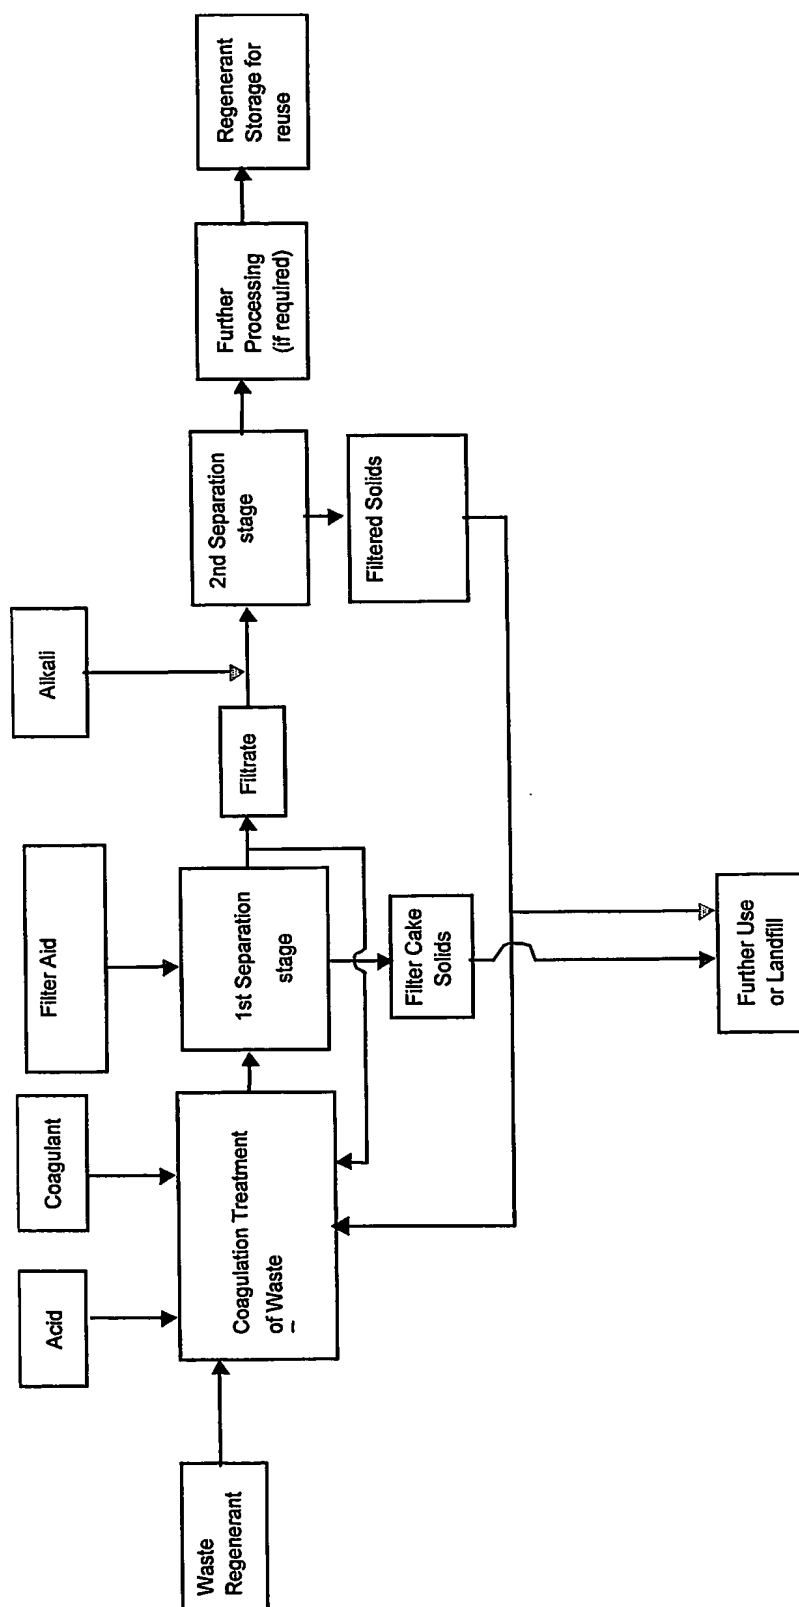 Waste
Regenerant
Acid
Coagulant
Coagulation Treatment
of Waste
Filter Aid
1st Separation
stage
Filter Cake
Solids
Filtrate
Alkali
2nd Separation
stage
Filtered Solids
Further
Processing
(if required)
Regenerant
Storage for
reuse
Further Use
or Landfill